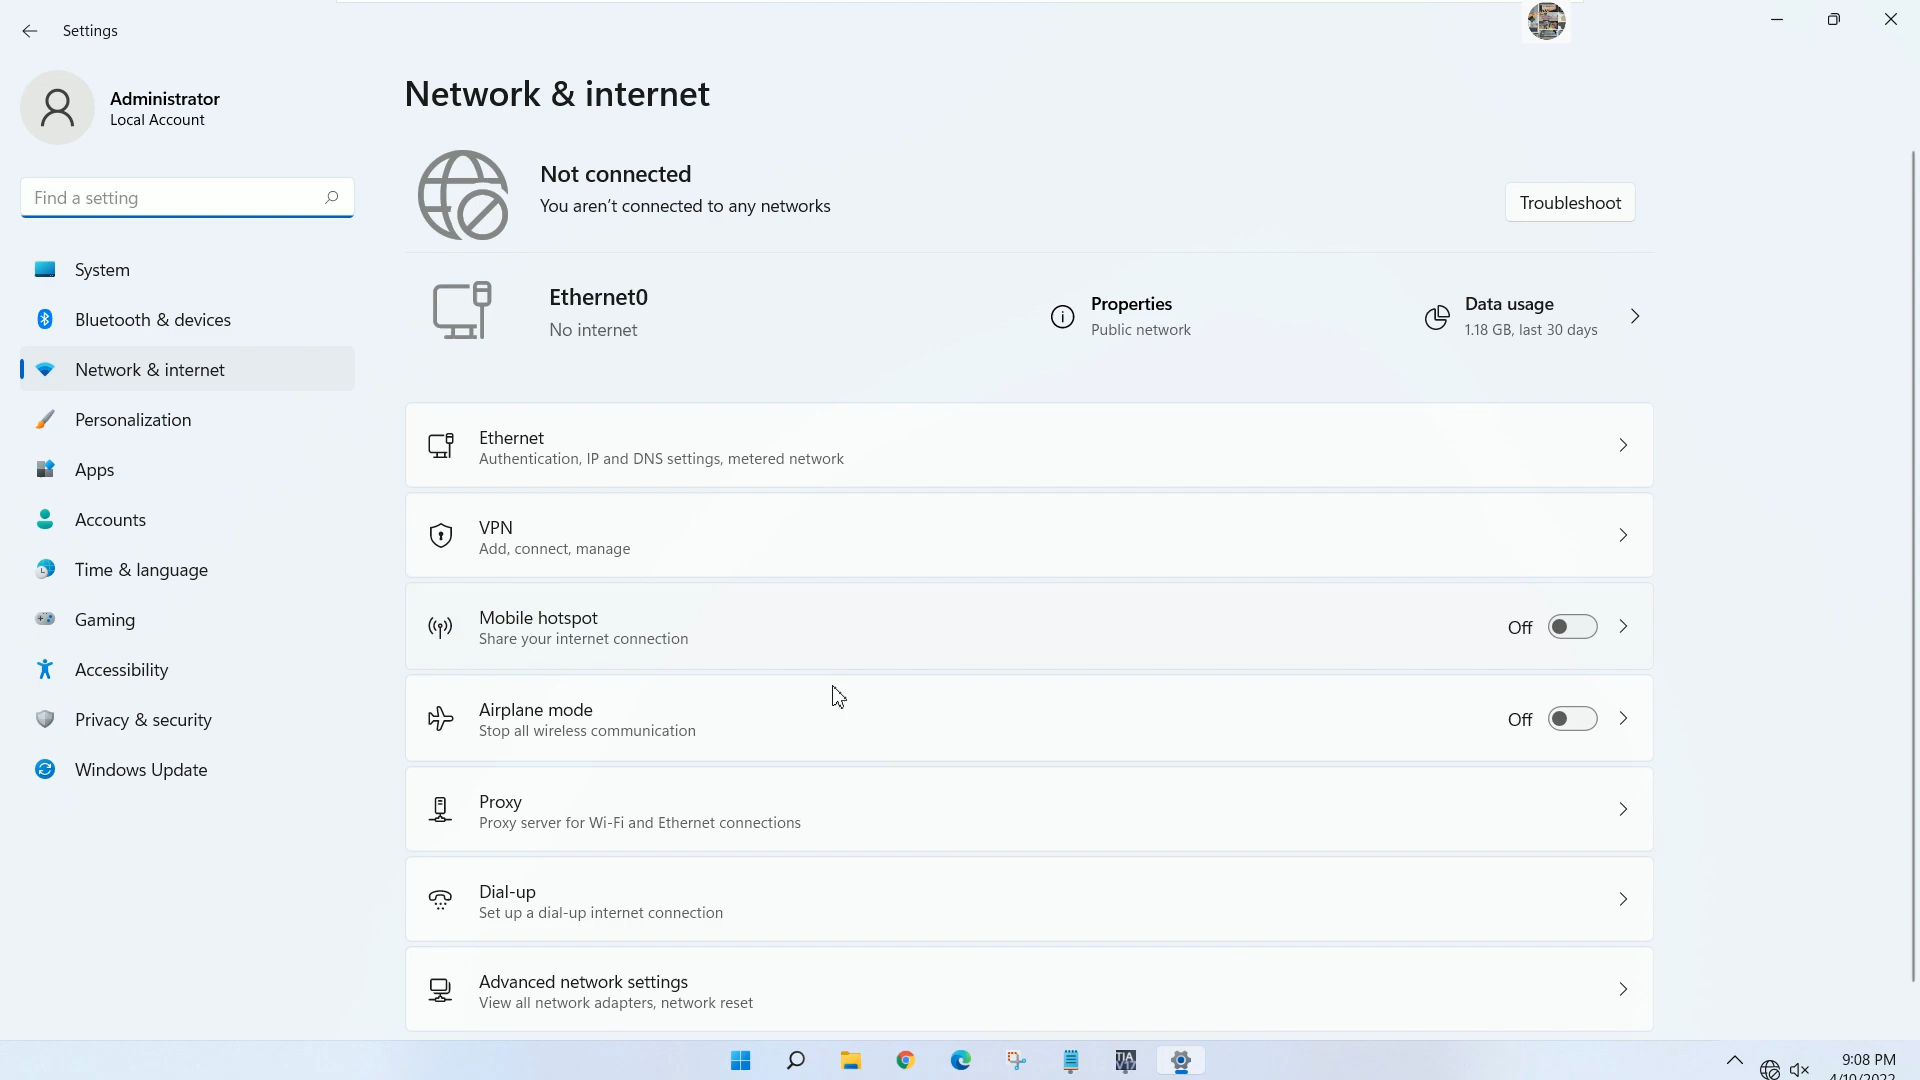 Settings
Administrator
Local Account
Find a setting
System
Bluetooth & devices
Network & internet
Personalization
Apps
Accounts
Time & language
Gaming
Accessibility
Privacy & security
Windows Update
Network & internet
Not connected
You aren't connected to any networks
Troubleshoot
Ethernet0
No internet
Properties
Public network
Data usage
1.18 GB, last 30 days
Ethernet
Authentication, IP and DNS settings, metered network
VPN
Add, connect, manage
Mobile hotspot
Share your internet connection
Off
Airplane mode
Stop all wireless communication
Off
Proxy
Proxy server for Wi-Fi and Ethernet connections
Dial-up
Set up a dial-up internet connection
Advanced network settings
View all network adapters, network reset
TIA
V17
9:08 PM
4/10/2022